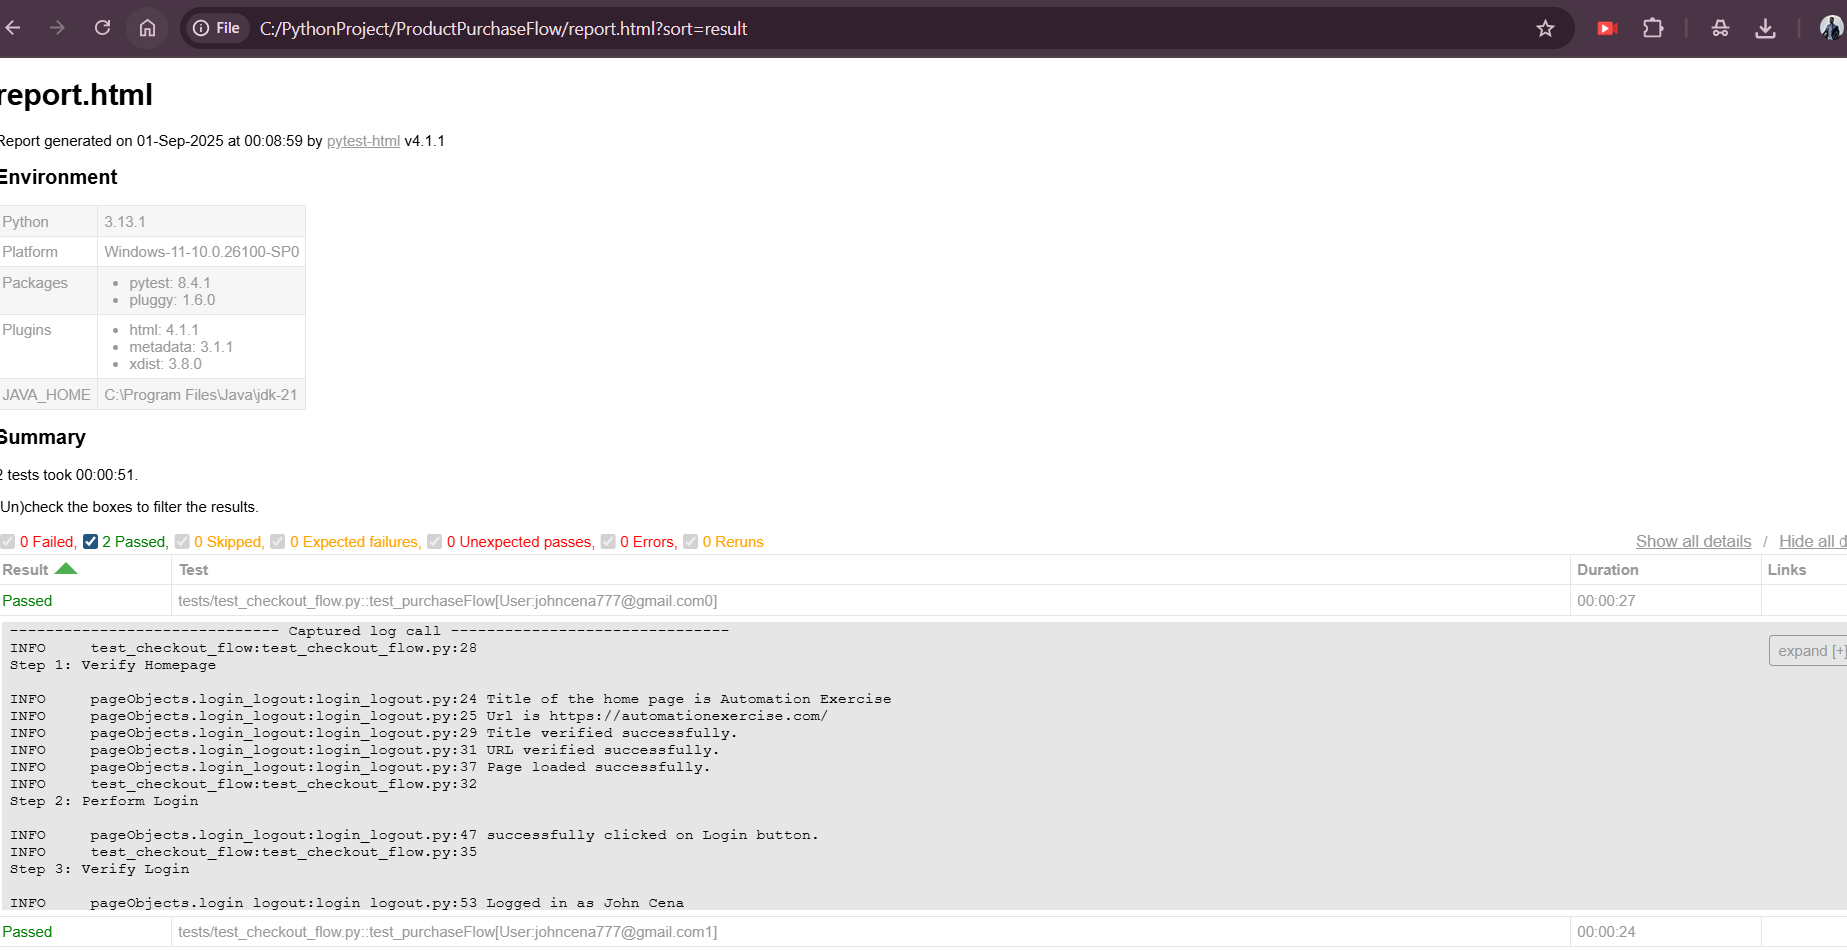 File C:/PythonProject/ProductPurchaseFlow/report.html?sort=result
report.html
Report generated on 01-Sep-2025 at 00:08:59 by pytest-html v4.1.1
Environment
Python 3.13.1
Platform Windows-11-10.0.26100-SP0
Packages
pytest: 8.4.1
pluggy: 1.6.0
Plugins
html: 4.1.1
metadata: 3.1.1
xdist: 3.8.0
JAVA_HOME C:\Program Files\Java\jdk-21
Summary
2 tests took 00:00:51.
Un)check the boxes to filter the results.
0 Failed, 2 Passed, 0 Skipped, 0 Expected failures, 0 Unexpected passes, 0 Errors, 0 Reruns Show all details / Hide all d
Result Test Duration Links
Passed tests/test_checkout_flow.py::test_purchaseFlow[User:johncena777@gmail.com0] 00:00:27
------------------------------ Captured log call -------------------------------
INFO test_checkout_flow:test_checkout_flow.py:28
expand [+]
Step 1: Verify Homepage
INFO pageObjects.login_logout:login_logout.py:24 Title of the home page is Automation Exercise
INFO pageObjects.login_logout:login_logout.py:25 Url is https://automationexercise.com/
INFO pageObjects.login_logout:login_logout.py:29 Title verified successfully.
INFO pageObjects.login_logout:login_logout.py:31 URL verified successfully.
INFO pageObjects.login_logout:login_logout.py:37 Page loaded successfully.
INFO test_checkout_flow:test_checkout_flow.py:32
Step 2: Perform Login
INFO pageObjects.login_logout:login_logout.py:47 successfully clicked on Login button.
INFO test_checkout_flow:test_checkout_flow.py:35
Step 3: Verify Login
INFO pageObjects.login_logout:login_logout.py:53 Logged in as John Cena
Passed tests/test_checkout_flow.py::test_purchaseFlow[User:johncena777@gmail.com1] 00:00:24